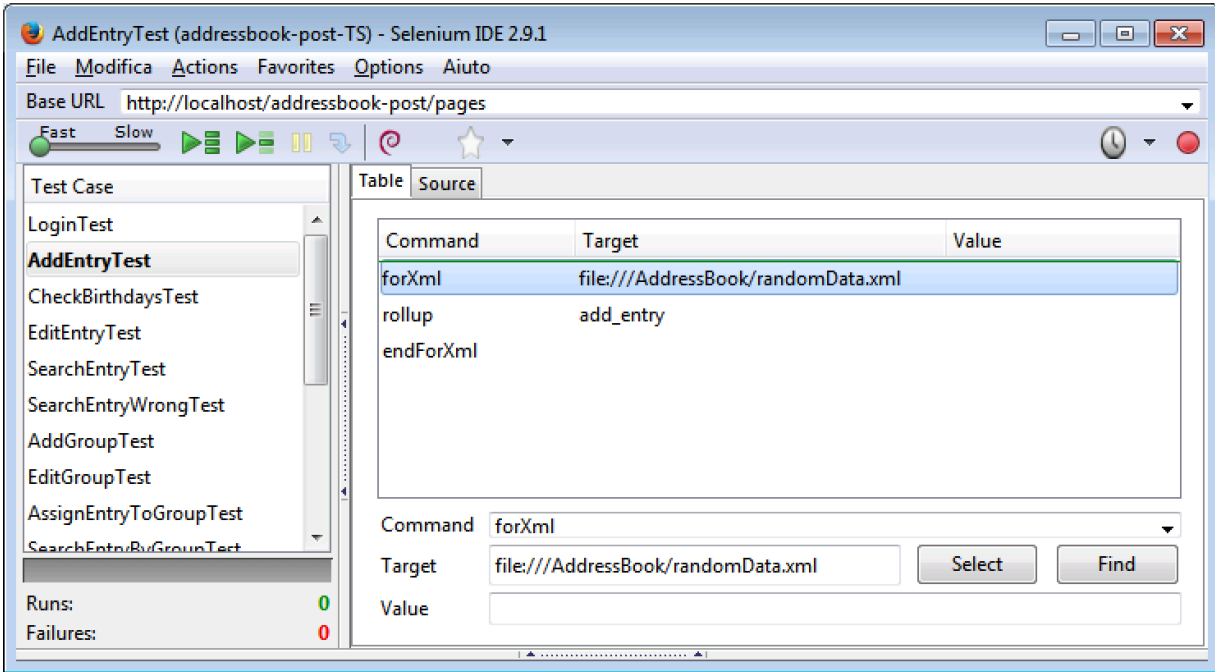 AddEntryTest (addressbook-post-TS) - Selenium IDE 2.9.1
File Modifica Actions Favorites Options Aiuto
Base URL http://localhost/addressbook-post/pages
Fast Slow
Test Case
LoginTest
AddEntryTest
CheckBirthdaysTest
EditEntryTest
SearchEntryTest
SearchEntryWrongTest
AddGroupTest
EditGroupTest
AssignEntryToGroupTest
SearchEntryByGroupTest
Runs: 0
Failures: 0
Table Source
Command Target Value
forXml file:///AddressBook/randomData.xml
rollup add_entry
endForXml
Command forXml
Target file:///AddressBook/randomData.xml Select Find
Value